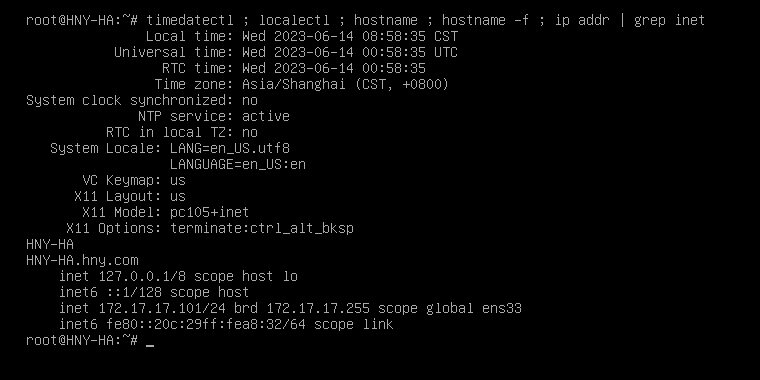 root@HNY-HA:~# timedatectl ; localectl ; hostname ; hostname -f ; ip addr | grep inet
Local time: Wed 2023-06-14 08:58:35 CST
Universal time: Wed 2023-06-14 00:58:35 UTC
RTC time: Wed 2023-06-14 00:58:35
Time zone: Asia/Shanghai (CST, +0800)
System clock synchronized: no
NTP service: active
RTC in local TZ: no
System Locale: LANG=en_US.utf8
LANGUAGE=en_US:en
VC Keymap: us
X11 Layout: us
X11 Model: pc105+inet
X11 Options: terminate:ctrl_alt_bksp
HNY-HA
HNY-HA.hny.com
inet 127.0.0.1/8 scope host lo
inet6 ::1/128 scope host
inet 172.17.17.101/24 brd 172.17.17.255 scope global ens33
inet6 fe80::20c:29ff:fea8:32/64 scope link
root@HNY-HA:~# _